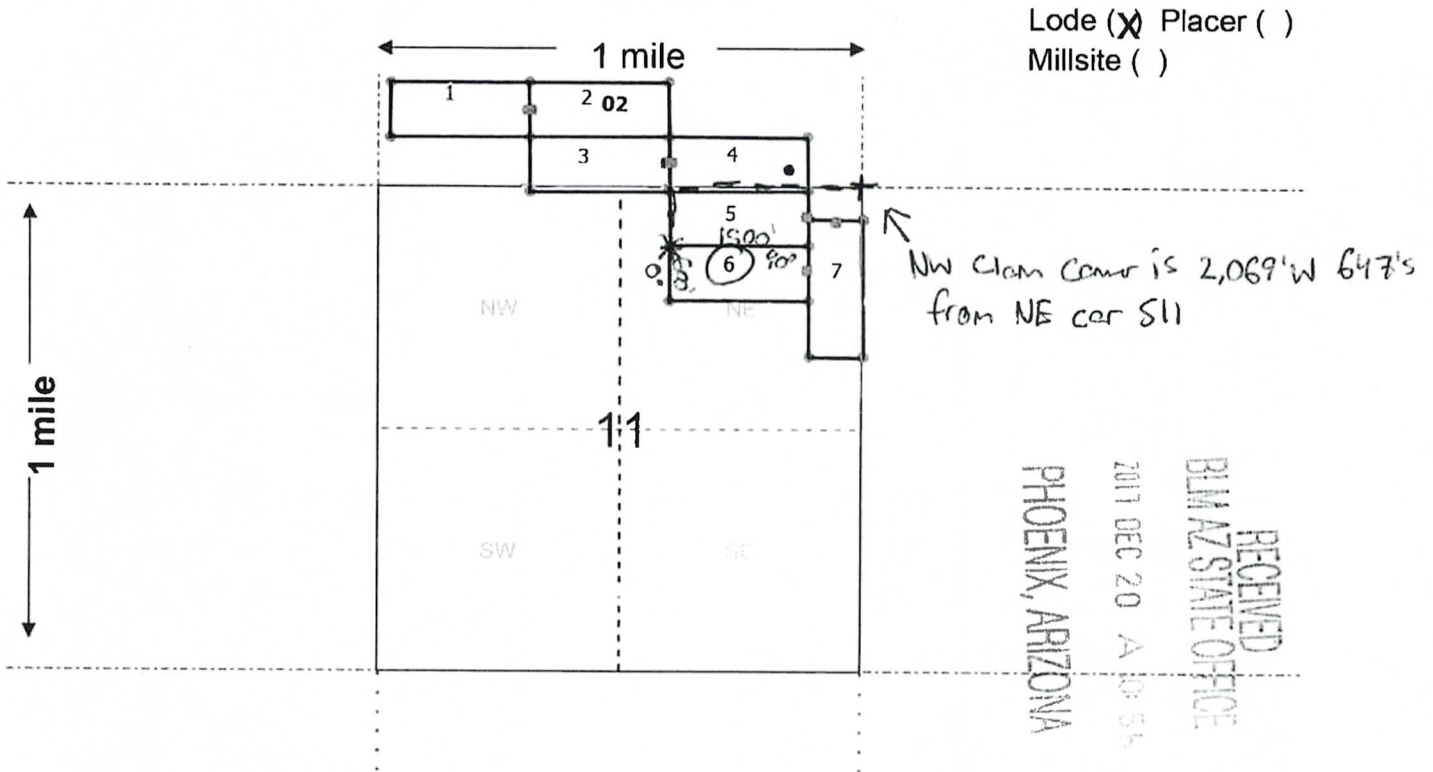 Lode (X) Placer ( )
Millsite ( )
1 mile
1
2 02
3
4
5
1500'
6
7
NW Claim Corner is 2,069'W 647's
from NE cor S11
NW
NE
1 mile
11
SW
SE
RECEIVED
BLM AZ STATE OFFICE
2017 DEC 20 A
PHOENIX, ARIZONA